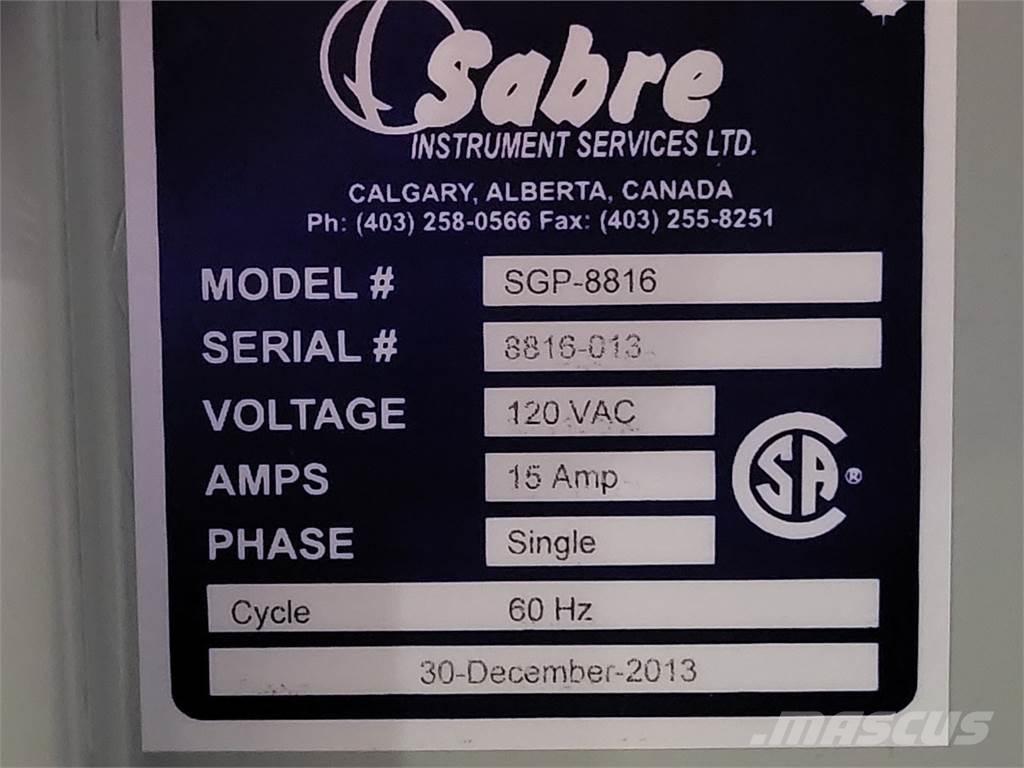 Sabre
INSTRUMENT SERVICES LTD.
CALGARY, ALBERTA, CANADA
Ph: (403) 258-0566 Fax: (403) 255-8251
MODEL # SGP-8816
SERIAL # 8816-013
VOLTAGE 120 VAC
AMPS 15 Amp
PHASE Single
CSA ®
Cycle 60 Hz
30-December-2013
.MASCUS